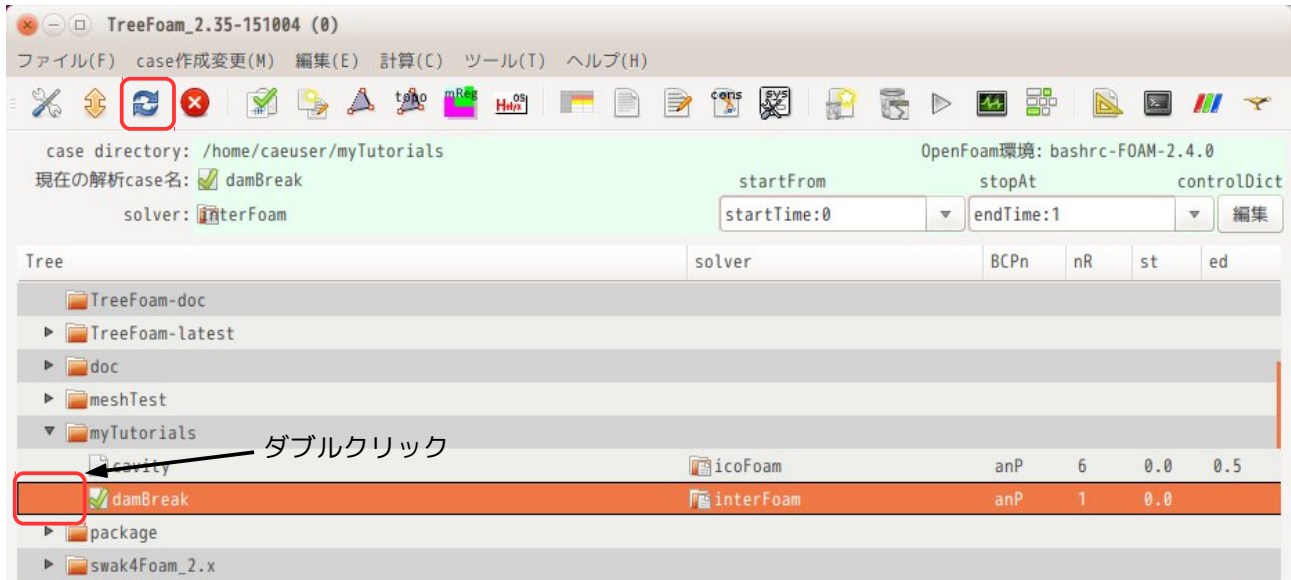 TreeFoam_2.35-151004 (0)
ファイル(F) case作成変更(M) 編集(E) 計算(C) ツール(T) ヘルプ(H)
topo mReg Helyx OS cons sys
case directory: /home/caeuser/myTutorials OpenFoam環境: bashrc-FOAM-2.4.0
現在の解析case名: damBreak startFrom stopAt controlDict
solver: interFoam startTime:0 endTime:1 編集
Tree solver BCPn nR st ed
TreeFoam-doc
TreeFoam-latest
doc
meshTest
myTutorials
ダブルクリック
cavity icoFoam anP 6 0.0 0.5
damBreak interFoam anP 1 0.0
package
swak4Foam_2.x